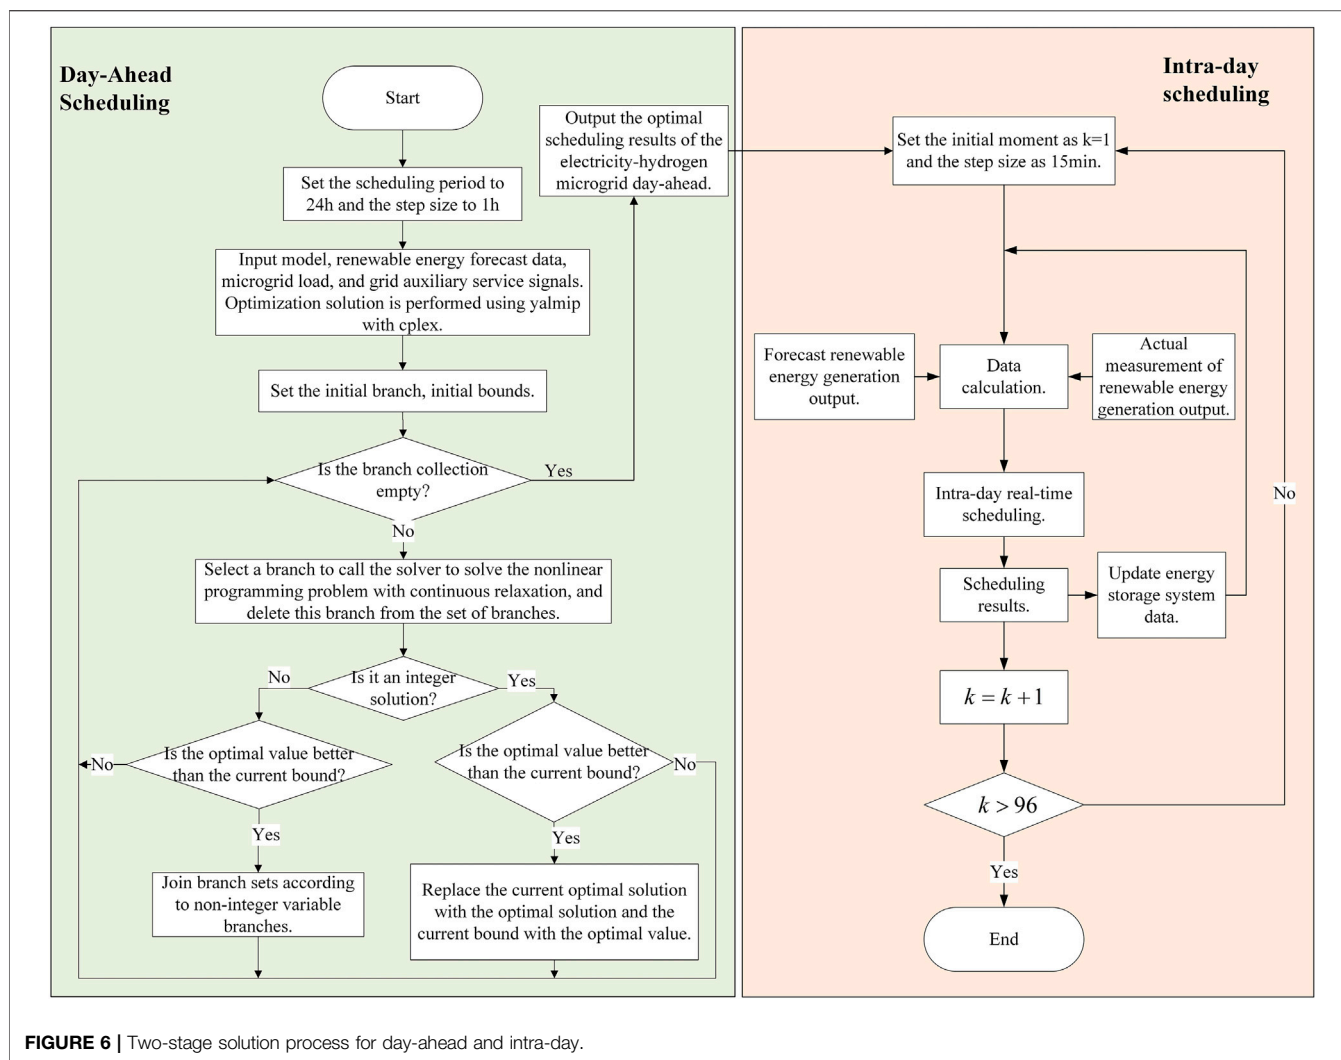 Day-Ahead
Scheduling
Start
Set the scheduling period to
24h and the step size to 1h
Input model, renewable energy forecast data,
microgrid load, and grid auxiliary service signals.
Optimization solution is performed using yalmip
with cplex.
Set the initial branch, initial bounds.
Is the branch collection
empty?
Yes
No
Output the optimal
scheduling results of the
electricity-hydrogen
microgrid day-ahead.
Select a branch to call the solver to solve the nonlinear
programming problem with continuous relaxation, and
delete this branch from the set of branches.
Is it an integer
solution?
No
Yes
Is the optimal value better
than the current bound?
No
Yes
Is the optimal value better
than the current bound?
No
Yes
Join branch sets according
to non-integer variable
branches.
Replace the current optimal solution
with the optimal solution and the
current bound with the optimal value.
Intra-day
scheduling
Set the initial moment as k=1
and the step size as 15min.
Forecast renewable
energy generation
output.
Data
calculation.
Actual
measurement of
renewable energy
generation output.
Intra-day real-time
scheduling.
Scheduling
results.
Update energy
storage system
data.
k = k + 1
k > 96
No
Yes
End
FIGURE 6 | Two-stage solution process for day-ahead and intra-day.